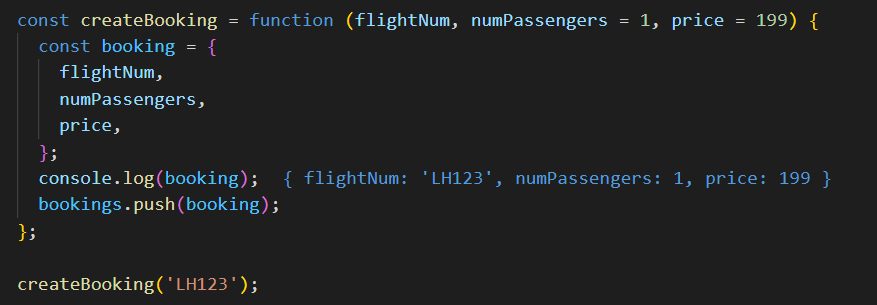 const createBooking = function (flightNum, numPassengers = 1, price = 199) {
  const booking = {
    flightNum,
    numPassengers,
    price,
  };
  console.log(booking);  { flightNum: 'LH123', numPassengers: 1, price: 199 }
  bookings.push(booking);
};

createBooking('LH123');